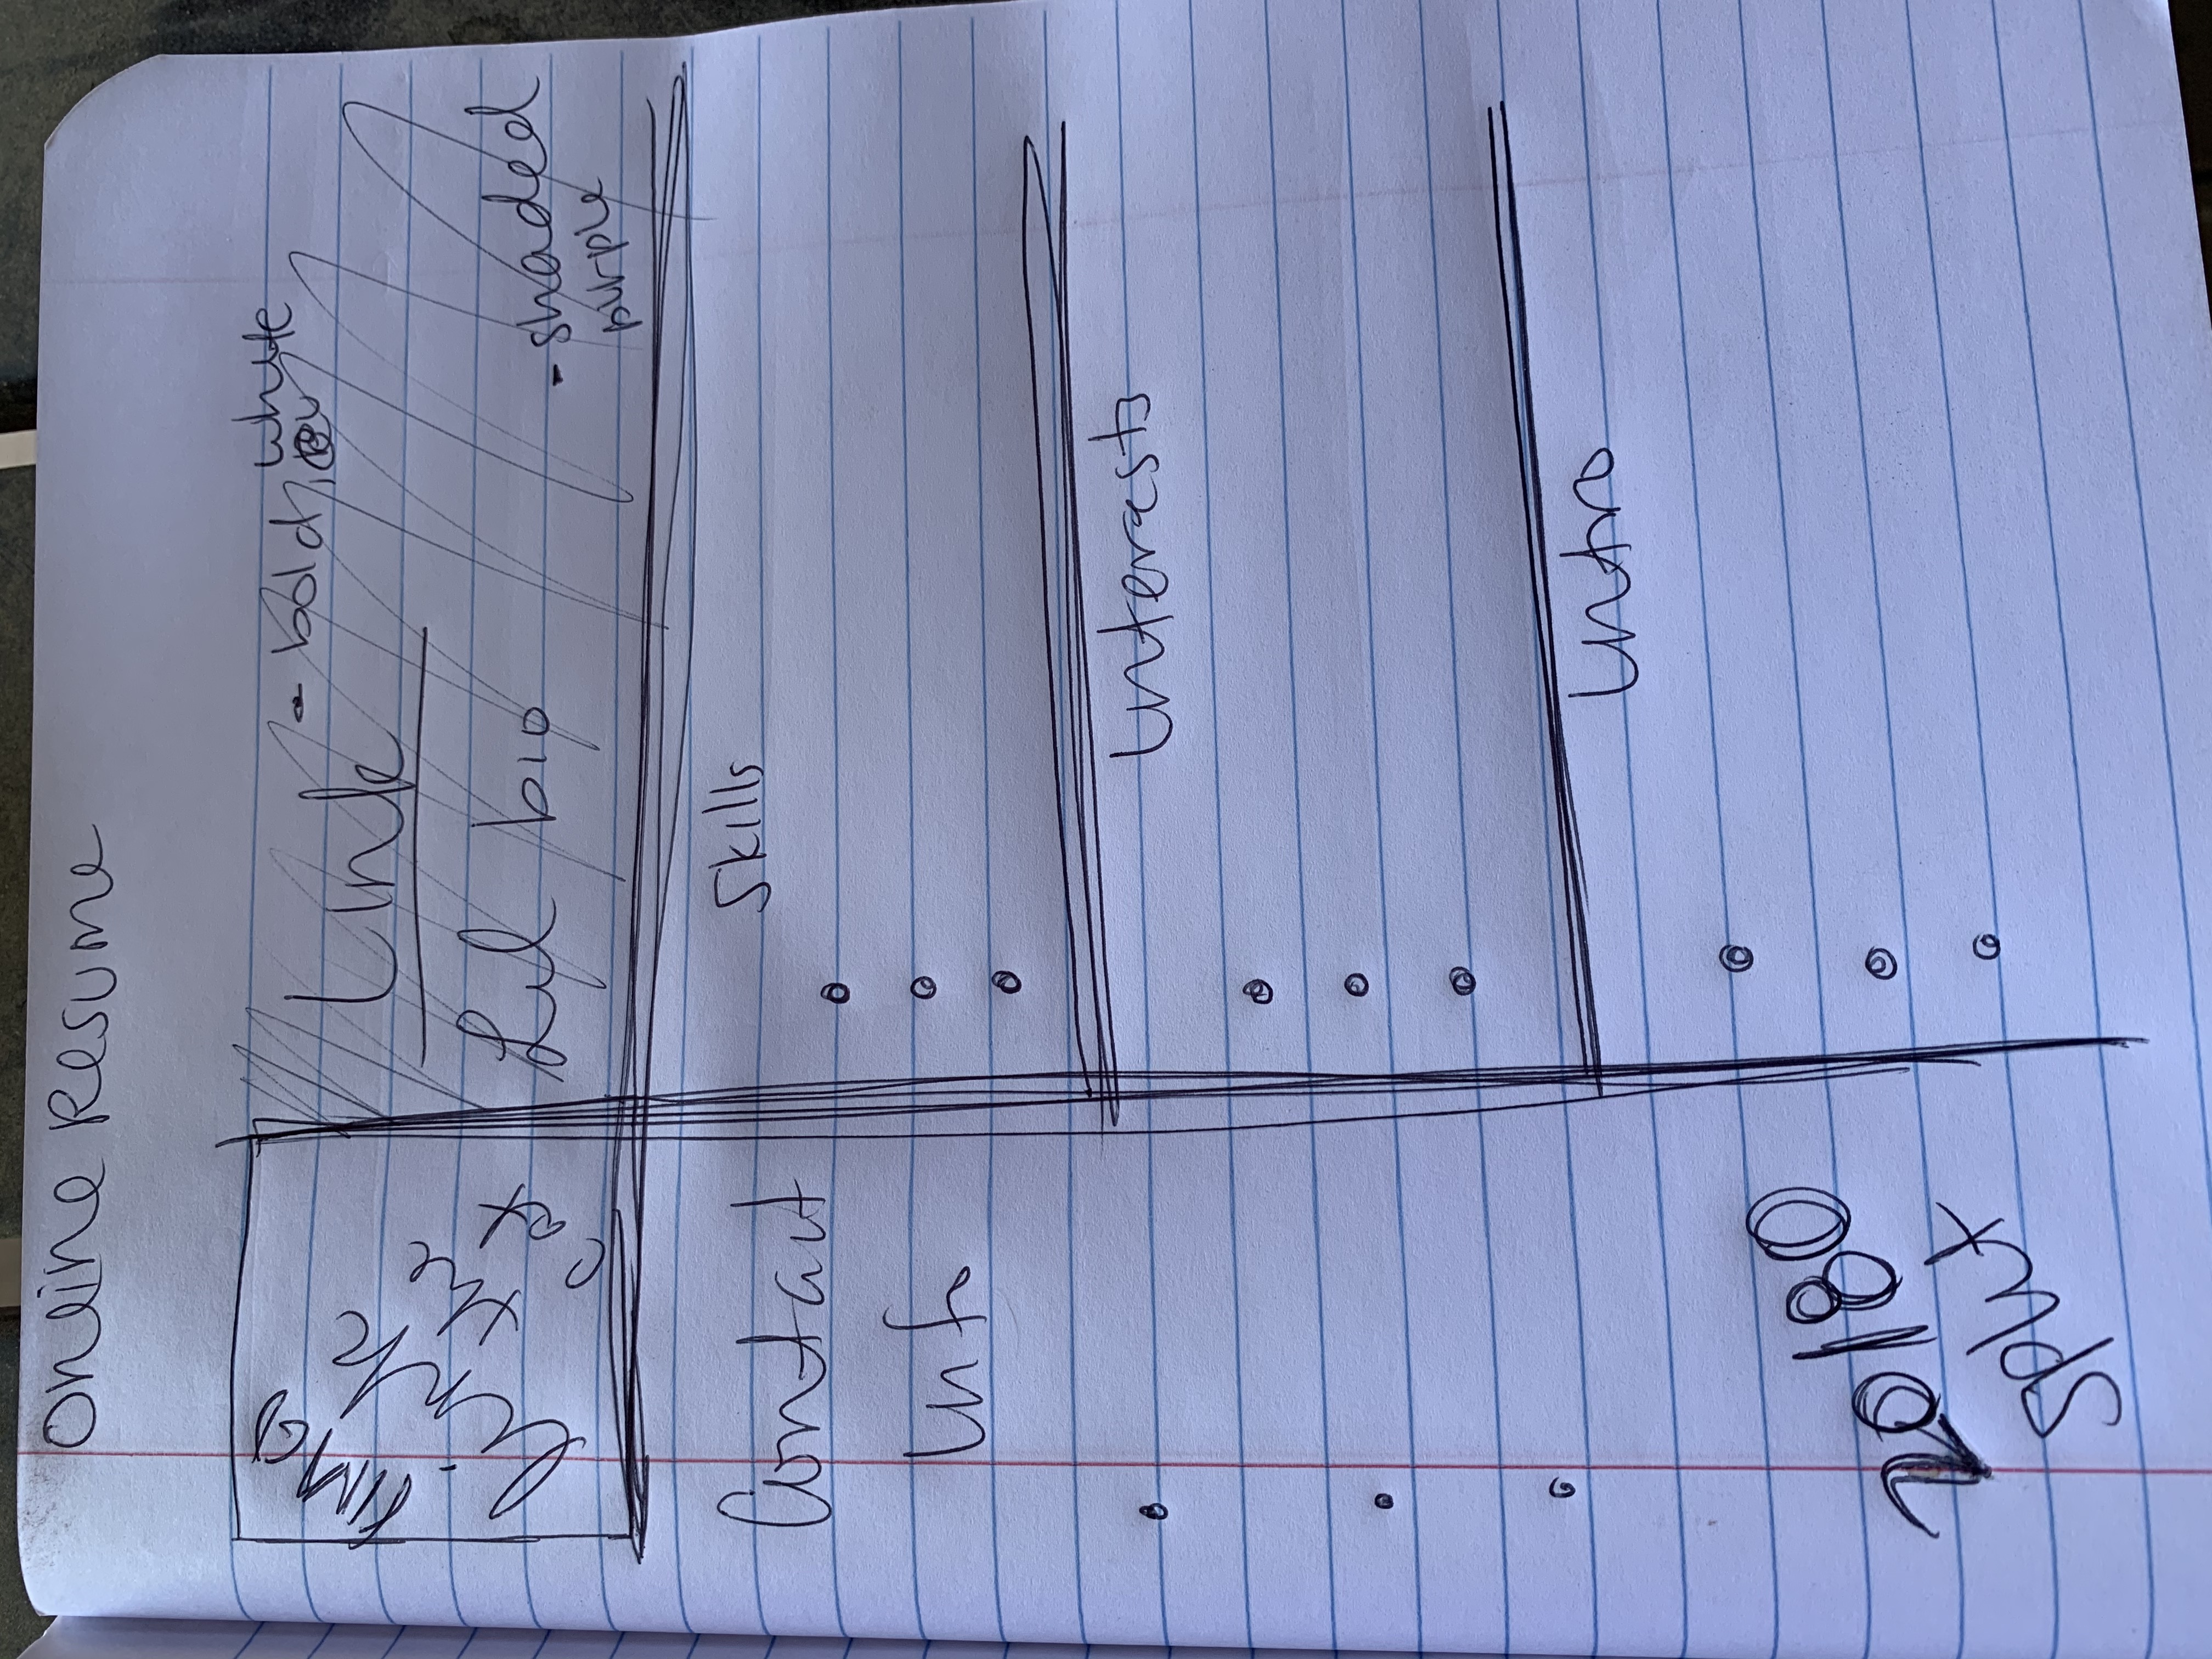 Online Resume
IMG
link
the
cat
Link
- bold, white
Lil bio
- shaded
purple
Contact
Info
Skills
Interests
Intro
20/80
split